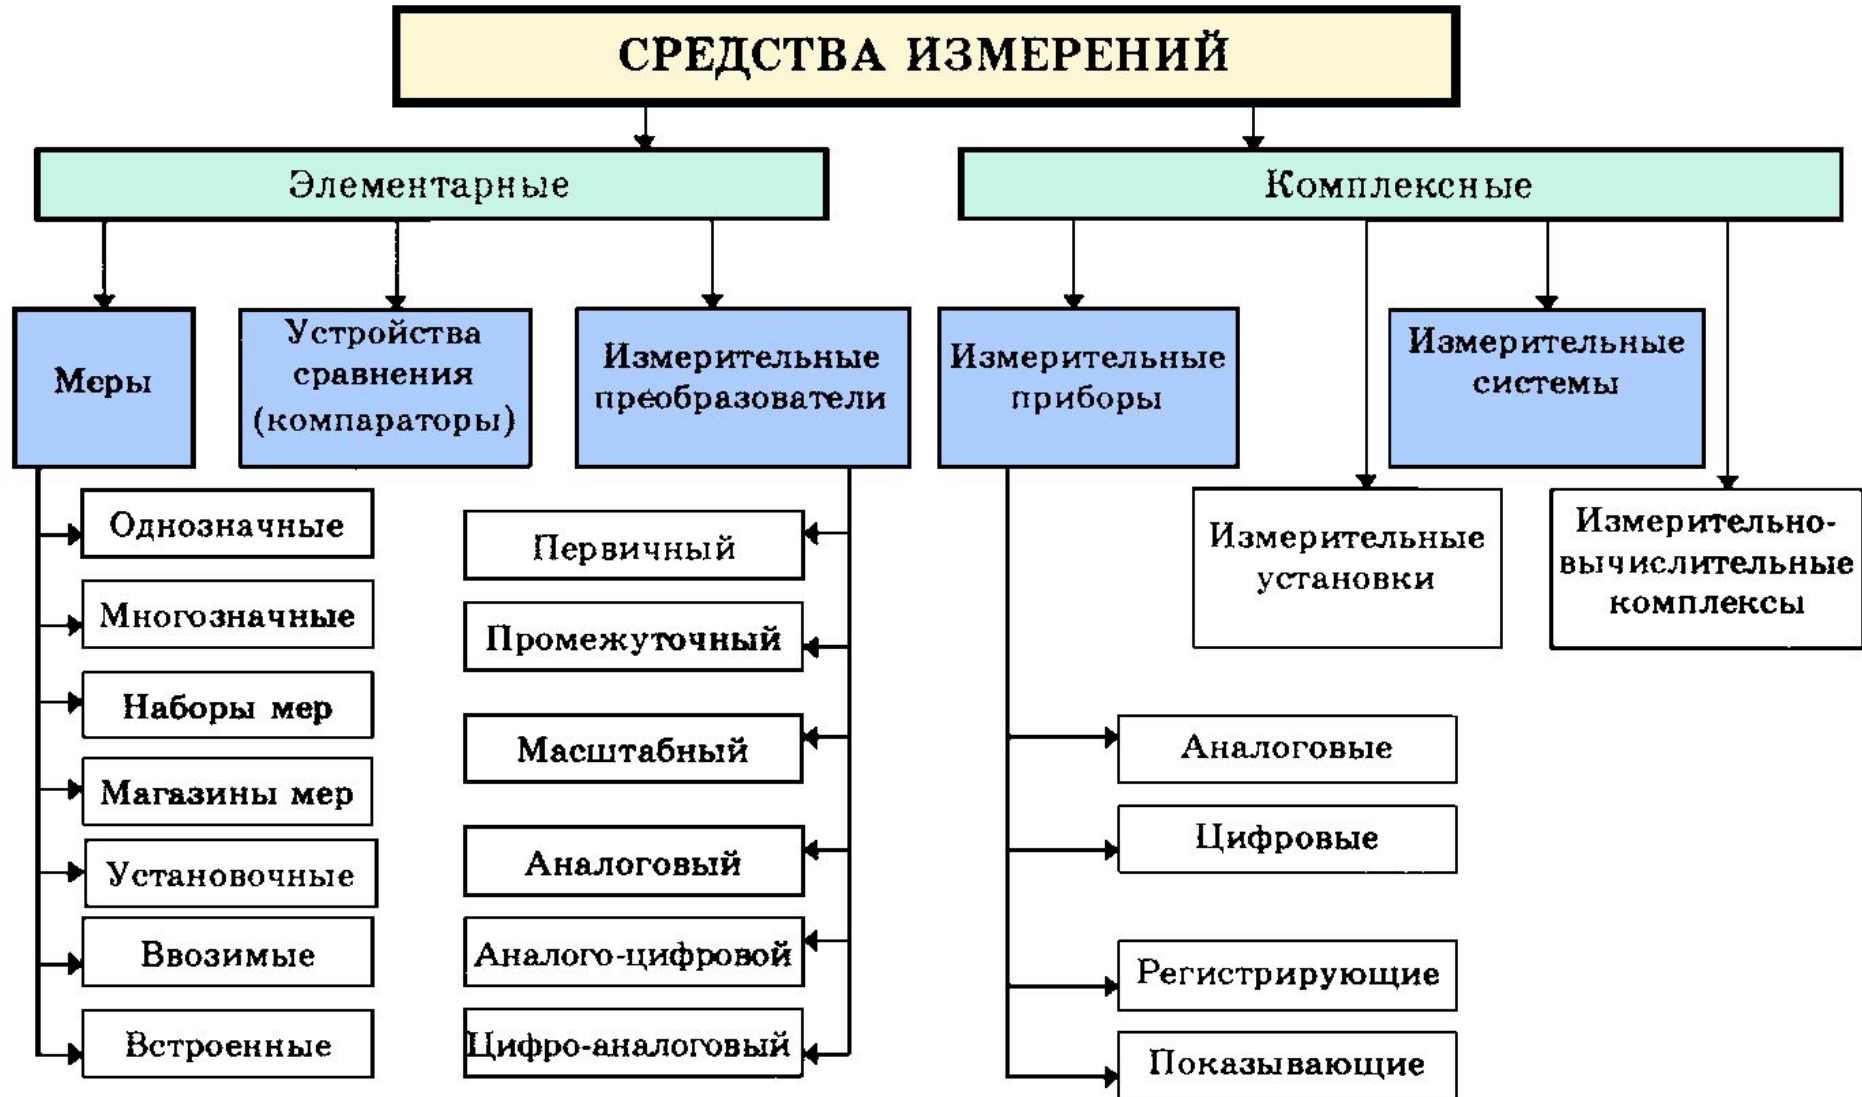 СРЕДСТВА ИЗМЕРЕНИЙ
Элементарные
Комплексные
Меры
Устройства
сравнения
(компараторы)
Измерительные
преобразователи
Измерительные
приборы
Измерительные
системы
Однозначные
Многозначные
Наборы мер
Магазины мер
Установочные
Ввозимые
Встроенные
Первичный
Промежуточный
Масштабный
Аналоговый
Аналого-цифровой
Цифро-аналоговый
Измерительные
установки
Измерительно-
вычислительные
комплексы
Аналоговые
Цифровые
Регистрирующие
Показывающие